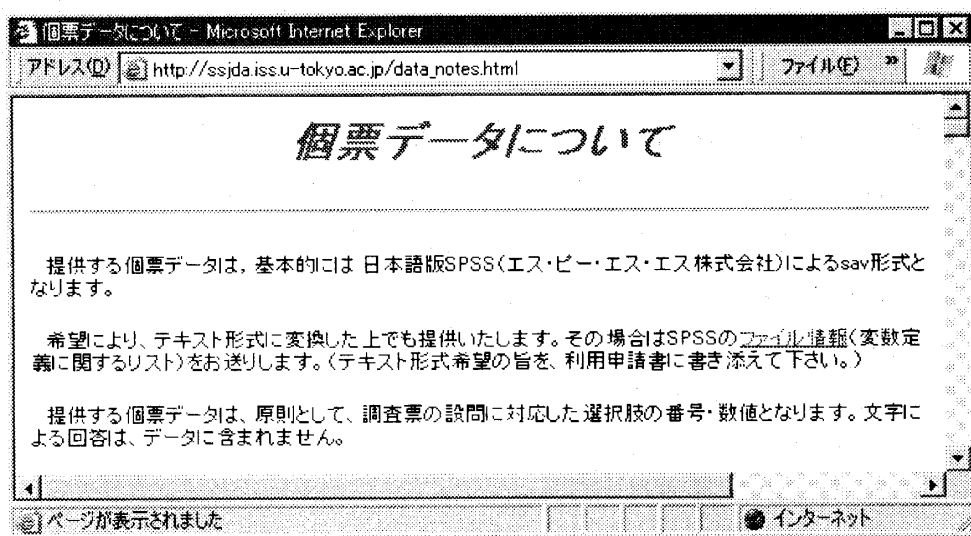 個票データについて - Microsoft Internet Explorer
アドレス(D) http://ssjda.iss.u-tokyo.ac.jp/data_notes.html ファイル(F) »
個票データについて
提供する個票データは，基本的には 日本語版SPSS(エス･ピー･エス･エス株式会社)によるsav形式と
なります。
希望により、テキスト形式に変換した上でも提供いたします。その場合はSPSSのファイル情報(変数定
義に関するリスト)をお送りします。(テキスト形式希望の旨を、利用申請書に書き添えて下さい。)
提供する個票データは、原則として、調査票の設問に対応した選択肢の番号･数値となります。文字に
よる回答は、データに含まれません。
ページが表示されました インターネット